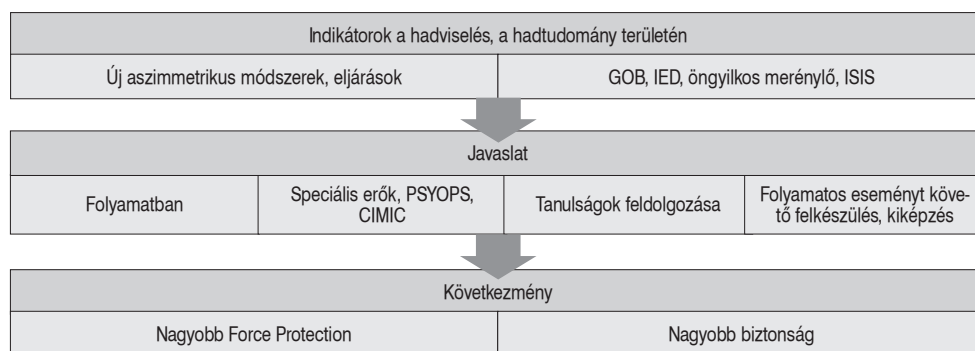 Indikátorok a hadviselés, a hadtudomány területén
Új aszimmetrikus módszerek, eljárások
GOB, IED, öngyilkos merénylő, ISIS
Javaslat
Folyamatban
Speciális erők, PSYOPS,
CIMIC
Tanulságok feldolgozása
Folyamatos eseményt köve-
tő felkészülés, kiképzés
Következmény
Nagyobb Force Protection
Nagyobb biztonság